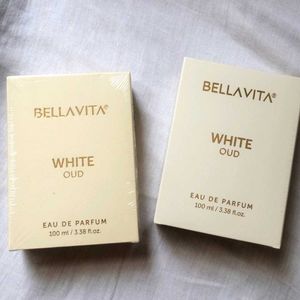 BELLAVITA®
WHITE
OUD
EAU DE PARFUM
100 ml / 3.38 fl.oz.
BELLAVITA®
WHITE
OUD
EAU DE PARFUM
100 ml / 3.38 fl.oz.